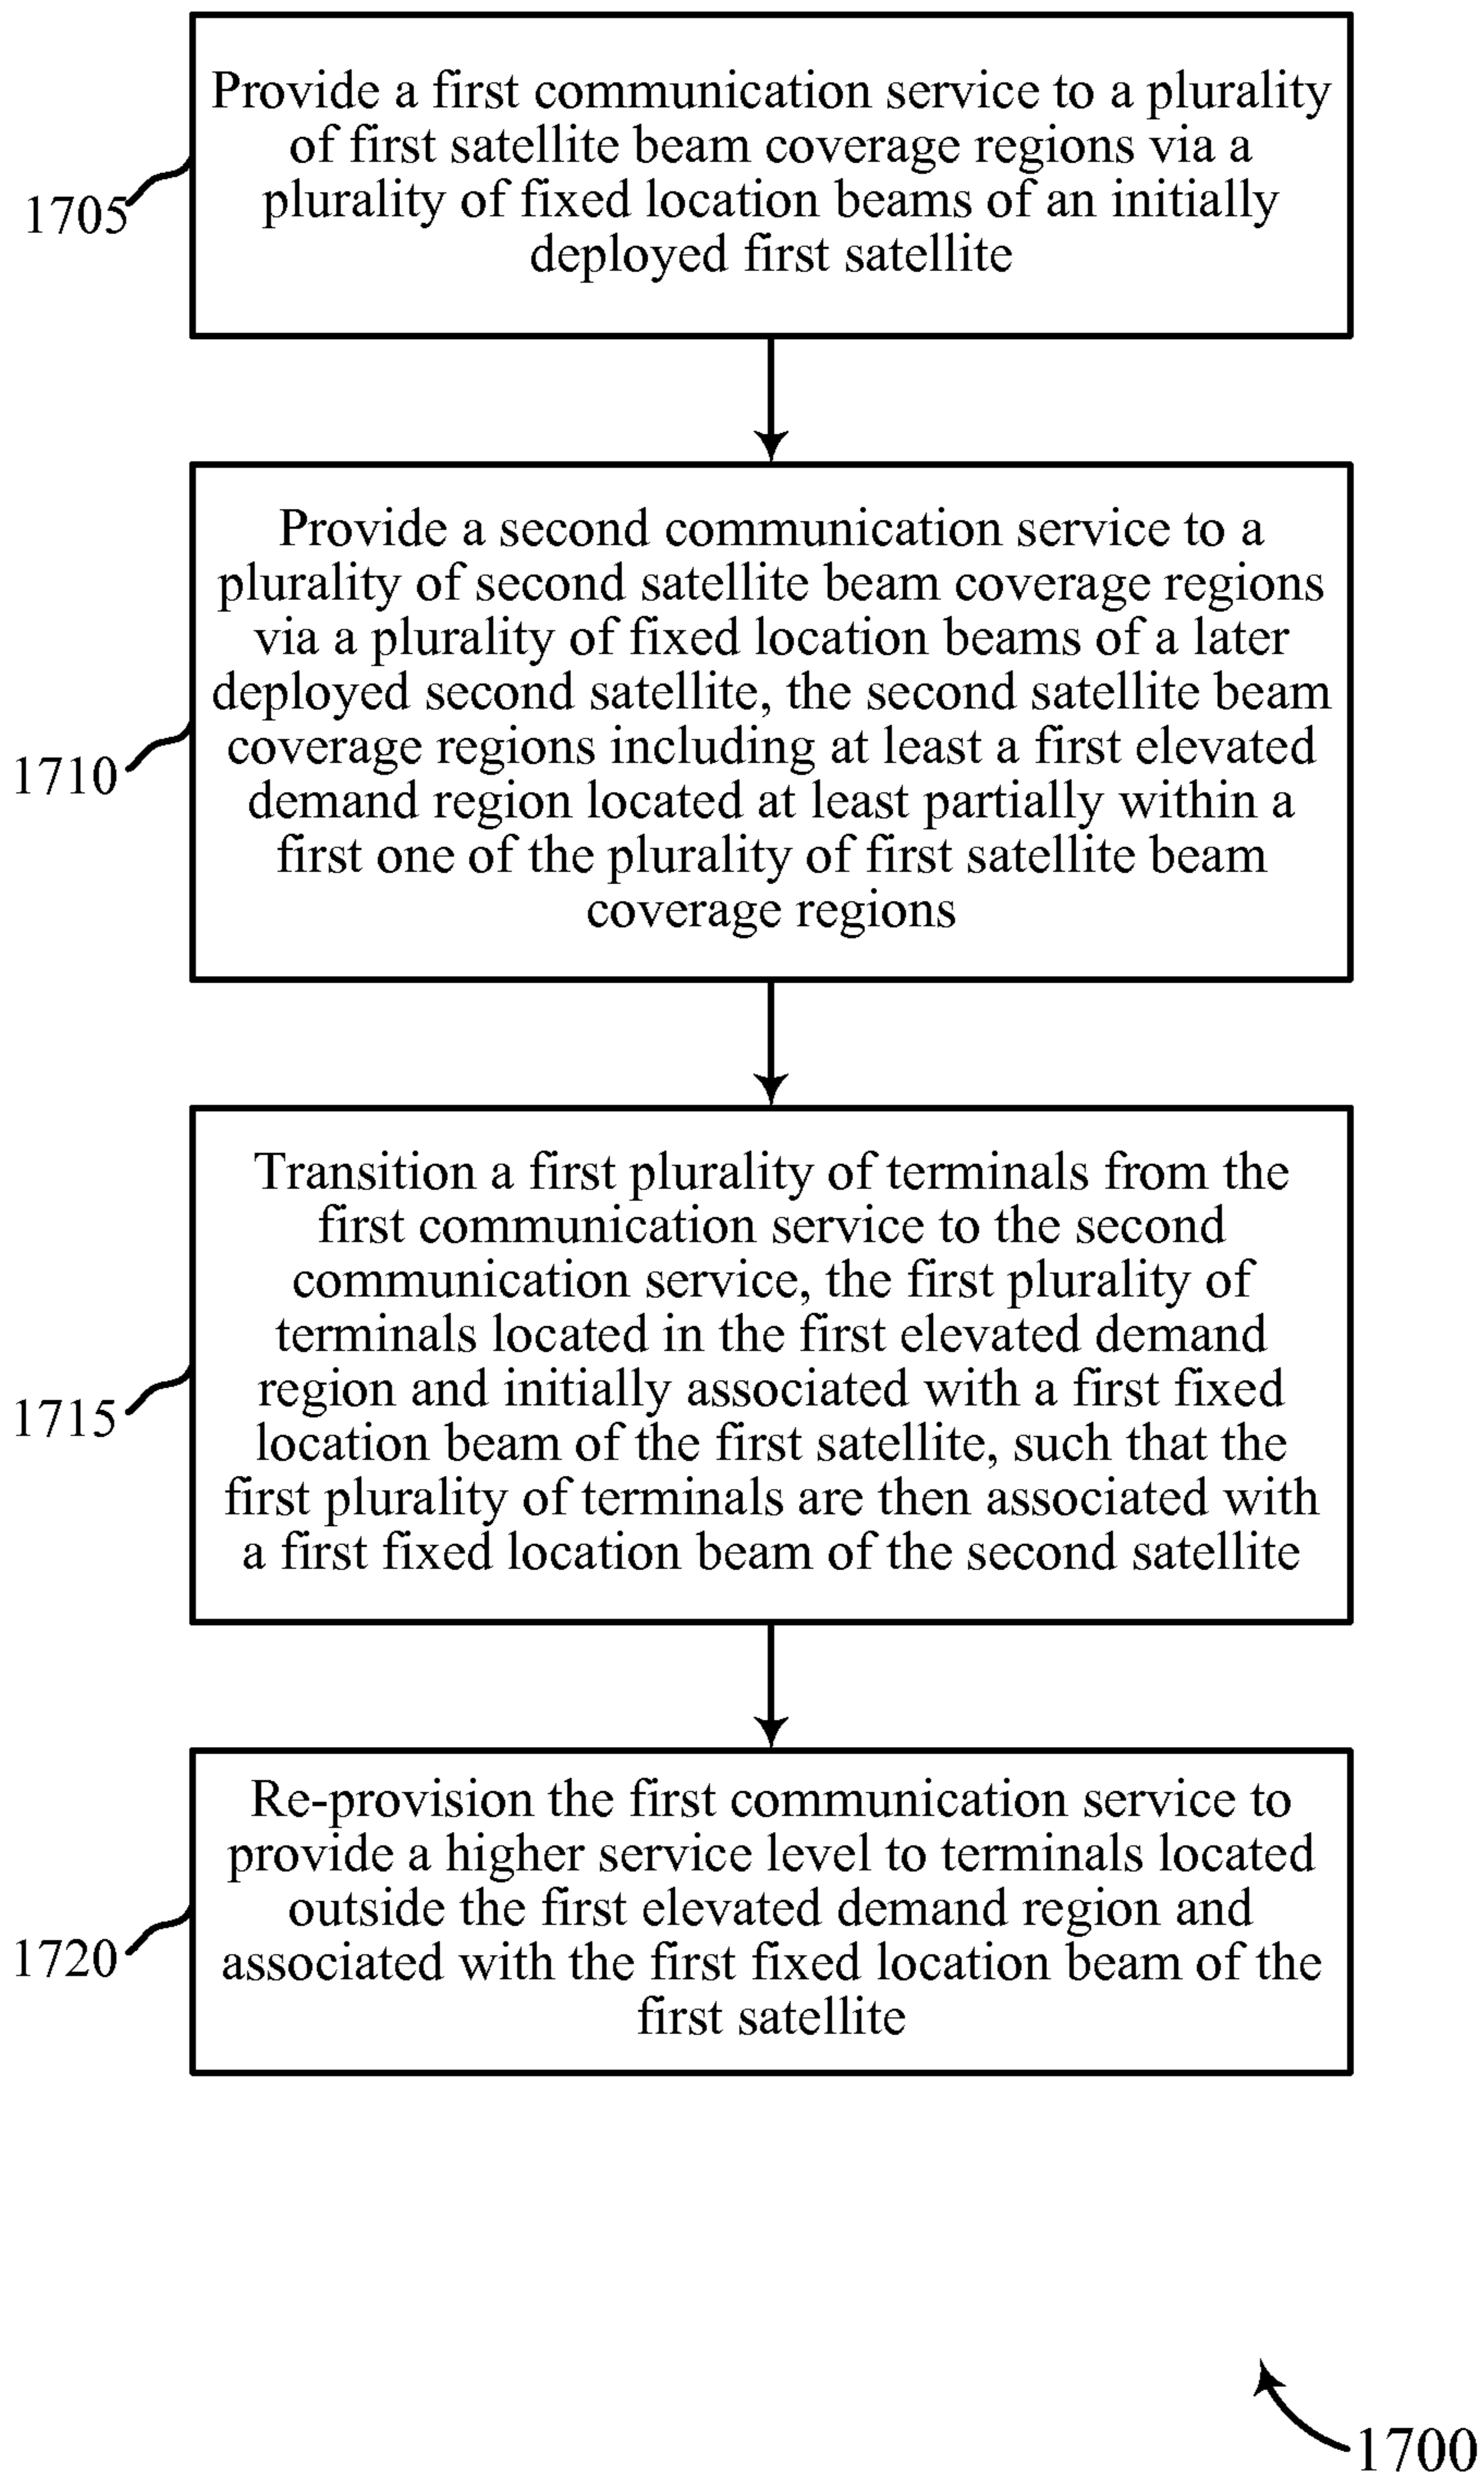 Provide a first communication service to a plurality
of first satellite beam coverage regions via a
plurality of fixed location beams of an initially
deployed first satellite
1705
Provide a second communication service to a
plurality of second satellite beam coverage regions
via a plurality of fixed location beams of a later
deployed second satellite, the second satellite beam
coverage regions including at least a first elevated
demand region located at least partially within a
first one of the plurality of first satellite beam
coverage regions
1710
Transition a first plurality of terminals from the
first communication service to the second
communication service, the first plurality of
terminals located in the first elevated demand
region and initially associated with a first fixed
location beam of the first satellite, such that the
first plurality of terminals are then associated with
a first fixed location beam of the second satellite
1715
Re-provision the first communication service to
provide a higher service level to terminals located
outside the first elevated demand region and
associated with the first fixed location beam of the
first satellite
1720
1700